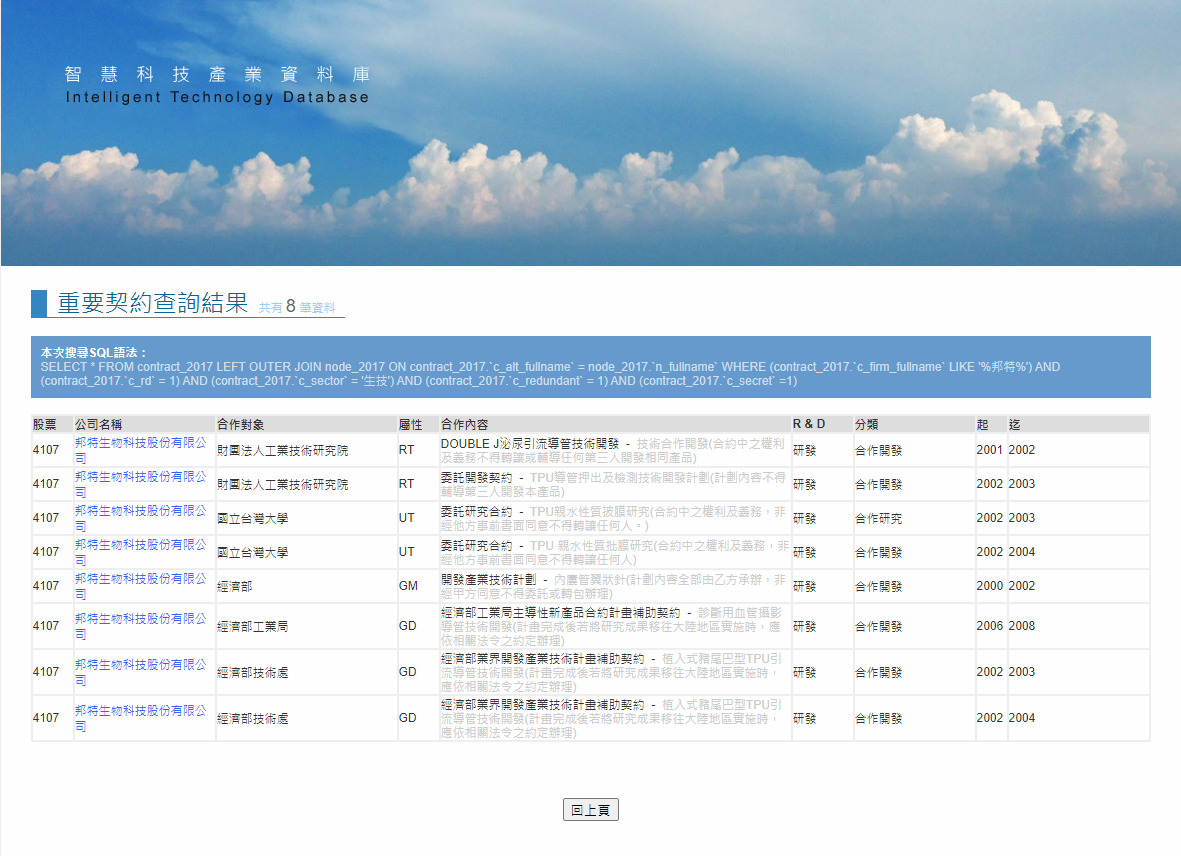 智慧科技產業資料庫
Intelligent Technology Database
重要契約查詢結果 共有 8 筆資料
本次搜尋SQL語法：
SELECT * FROM contract_2017 LEFT OUTER JOIN node_2017 ON contract_2017.`c_alt_fullname` = node_2017.`n_fullname` WHERE (contract_2017.`c_firm_fullname` LIKE '%邦特%') AND
(contract_2017.`c_rd` = 1) AND (contract_2017.`c_sector` = '生技') AND (contract_2017.`c_redundant` = 1) AND (contract_2017.`c_secret` =1)
股票 公司名稱 合作對象 屬性 合作內容 R & D 分類 起 迄
4107 邦特生物科技股份有限公司 財團法人工業技術研究院 RT DOUBLE J泌尿引流導管技術開發 - 技術合作開發(合約中之權利及義務不得轉讓或輔導任何第三人開發相同產品) 研發 合作開發 2001 2002
4107 邦特生物科技股份有限公司 財團法人工業技術研究院 RT 委託開發契約 - TPU導管押出及檢測技術開發計劃(計劃內容不得輔導第三人開發本產品) 研發 合作開發 2002 2003
4107 邦特生物科技股份有限公司 國立台灣大學 UT 委託研究合約 - TPU親水性質披膜研究(合約中之權利及義務，非經他方事前書面同意不得轉讓任何人。) 研發 合作研究 2002 2003
4107 邦特生物科技股份有限公司 國立台灣大學 UT 委託研究合約 - TPU 親水性質批膜研究(合約中之權利及義務，非經他方事前書面同意不得轉讓任何人) 研發 合作開發 2002 2004
4107 邦特生物科技股份有限公司 經濟部 GM 開發產業技術計劃 - 內廔管翼狀針(計劃內容全部由乙方承辦，非經甲方同意不得委託或轉包辦理) 研發 合作開發 2000 2002
4107 邦特生物科技股份有限公司 經濟部工業局 GD 經濟部工業局主導性新產品合約計畫補助契約 - 診斷用血管攝影導管技術開發(計畫完成後若將研究成果移往大陸地區實施時，應依相關法令之約定辦理) 研發 合作開發 2006 2008
4107 邦特生物科技股份有限公司 經濟部技術處 GD 經濟部業界開發產業技術計畫補助契約 - 植入式豬尾巴型TPU引流導管技術開發(計畫完成後若將研究成果移往大陸地區實施時，應依相關法令之約定辦理) 研發 合作開發 2002 2003
4107 邦特生物科技股份有限公司 經濟部技術處 GD 經濟部業界開發產業技術計畫補助契約 - 植入式豬尾巴型TPU引流導管技術開發(計畫完成後若將研究成果移往大陸地區實施時，應依相關法令之約定辦理) 研發 合作開發 2002 2004
回上頁